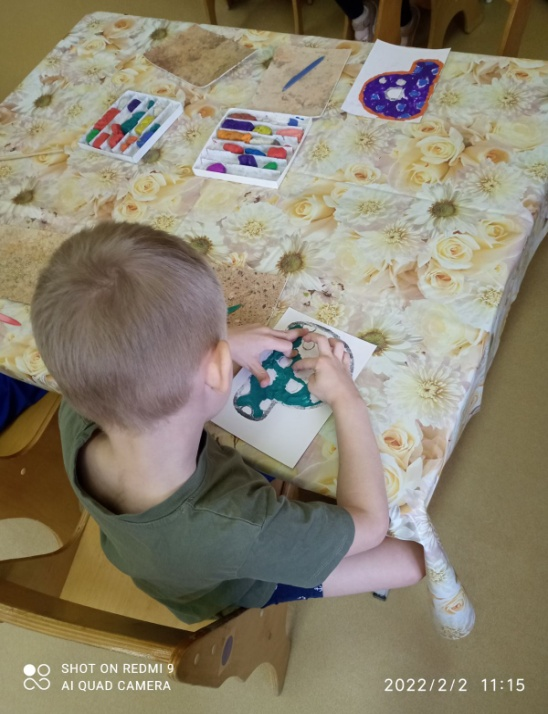 SHOT ON REDMI 9
AI QUAD CAMERA
2022/2/2 11:15